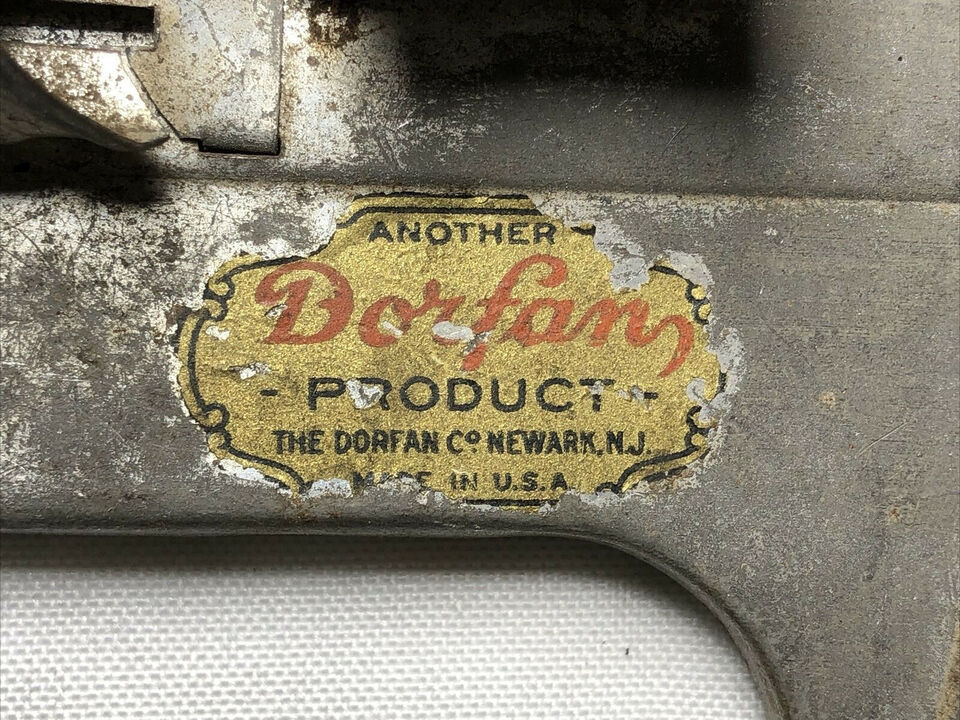 ANOTHER
Dorfan
- PRODUCT -
THE DORFAN Co NEWARK, N.J.
MADE IN U.S.A.